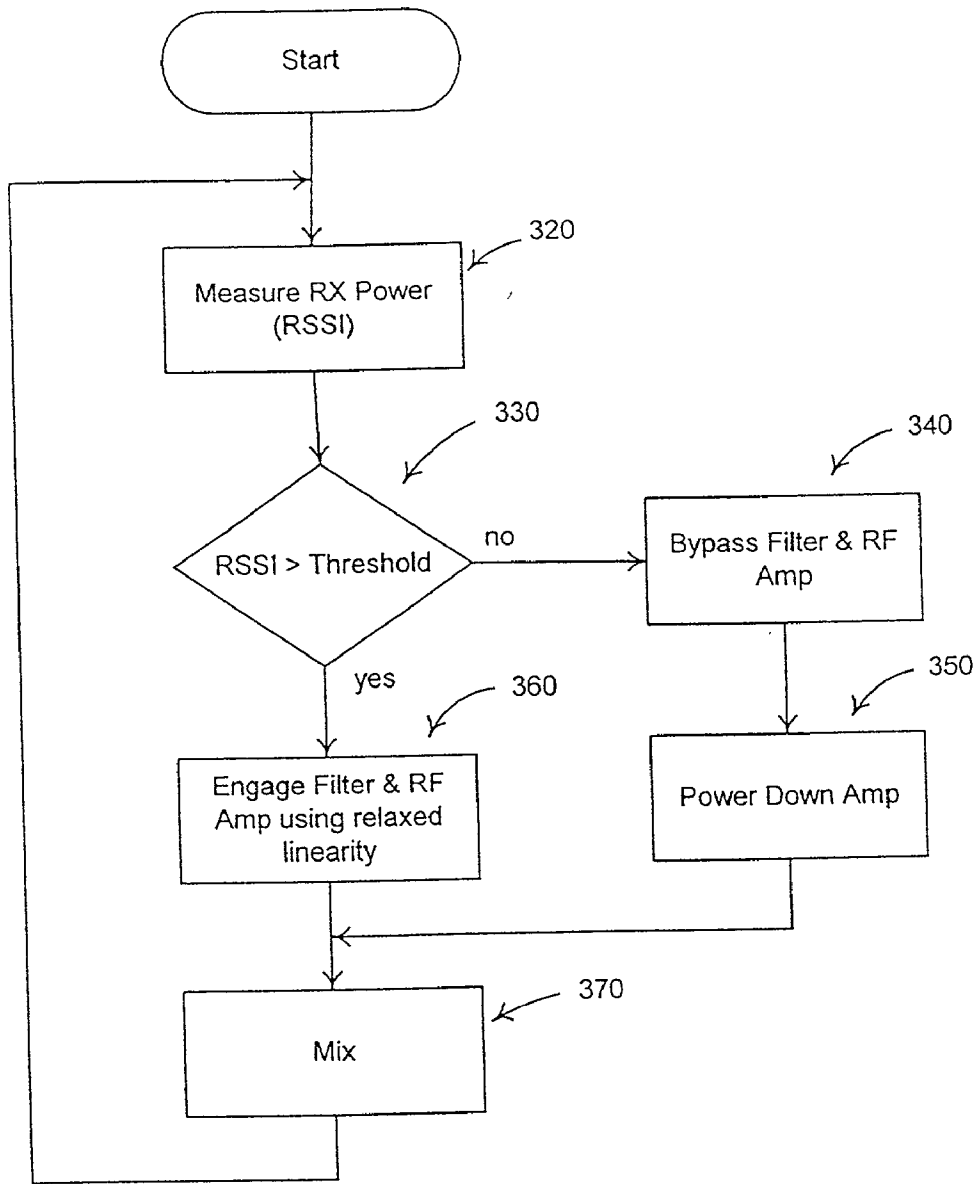 Start
320
Measure RX Power
(RSSI)
330
340
RSSI > Threshold
no
Bypass Filter & RF
Amp
yes
360
350
Engage Filter & RF
Amp using relaxed
linearity
Power Down Amp
370
Mix